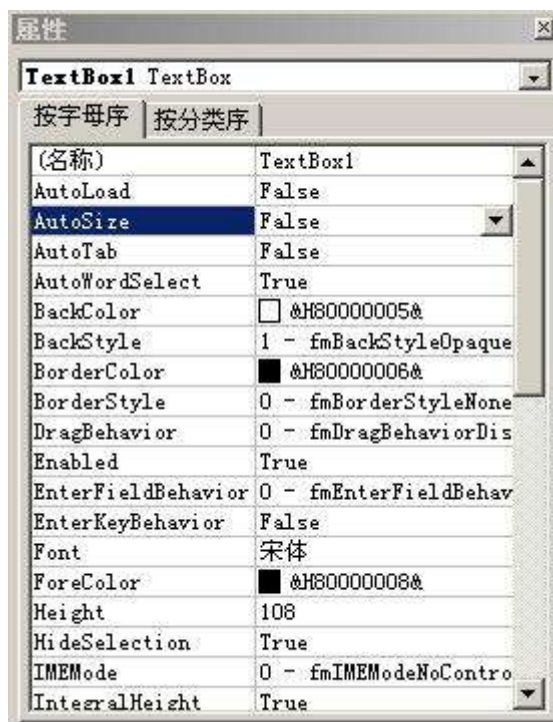 属性
TextBox1 TextBox
按字母序 按分类序
(名称) TextBox1
AutoLoad False
AutoSize False
AutoTab False
AutoWordSelect True
BackColor &H80000005&
BackStyle 1 - fmBackStyleOpaque
BorderColor &H80000006&
BorderStyle 0 - fmBorderStyleNone
DragBehavior 0 - fmDragBehaviorDis
Enabled True
EnterFieldBehavior 0 - fmEnterFieldBehav
EnterKeyBehavior False
Font 宋体
ForeColor &H80000008&
Height 108
HideSelection True
IMEMode 0 - fmIMEModeNoContro
IntegralHeight True